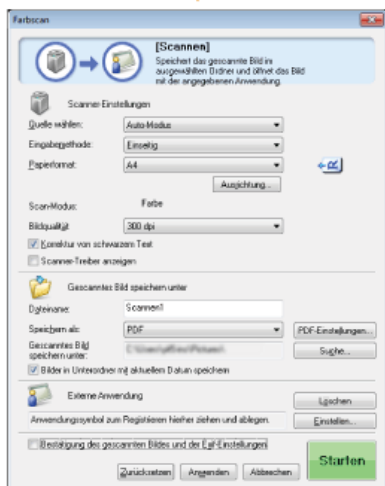 Farbscan
[Scannen]
Speichert das gescannte Bild im
ausgewählten Ordner und öffnet das Bild
mit der angegebenen Anwendung.
Scanner-Einstellungen
Quelle wählen: Auto-Modus
Eingabemethode: Einseitig
Papierformat: A4
Ausrichtung...
Scan-Modus: Farbe
Bildqualität 300 dpi
Korrektur von schwarzem Text
Scanner-Treiber anzeigen
Gescanntes Bild speichern unter
Dateiname: Scannen1
Speichern als: PDF PDF-Einstellungen...
Gescanntes Bild
speichern unter: Suche...
Bilder in Unterordner mit aktuellem Datum speichern
Externe Anwendung Löschen
Anwendungssymbol zum Registrieren hierher ziehen und ablegen. Einstellen...
Bestätigung des gescannten Bildes und der Exif-Einstellungen
Starten
Zurücksetzen Anwenden Abbrechen